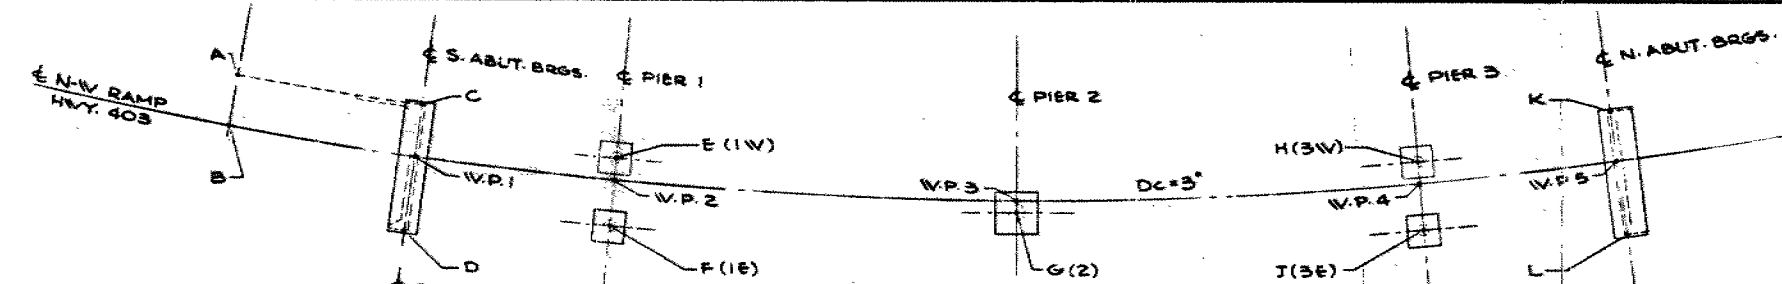 A
℄ S. ABUT. BRGS.
℄ PIER 1
℄ PIER 2
℄ PIER 3
℄ N. ABUT. BRGS.
℄ N-W RAMP
HWY. 403
C
K
E (1W)
H(3W)
B
W.P. 1
W.P. 2
W.P. 3
DC=3°
W.P. 4
W.P. 5
D
F (1E)
G(2)
J(3E)
L